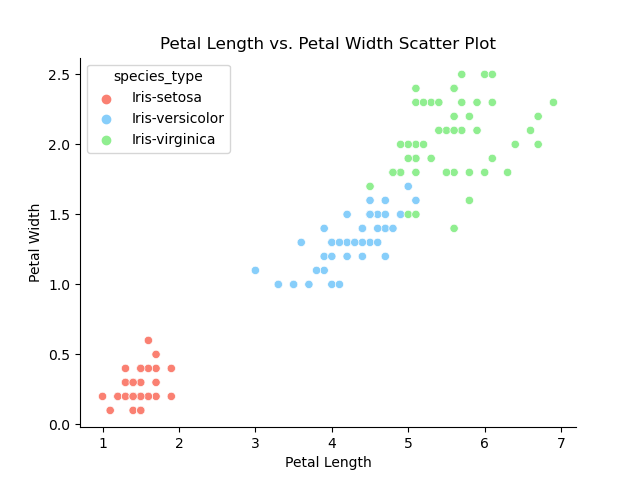 Petal Length vs. Petal Width Scatter Plot
species_type
Iris-setosa
Iris-versicolor
Iris-virginica
2.5
2.0
1.5
1.0
0.5
0.0
Petal Width
1 2 3 4 5 6 7
Petal Length